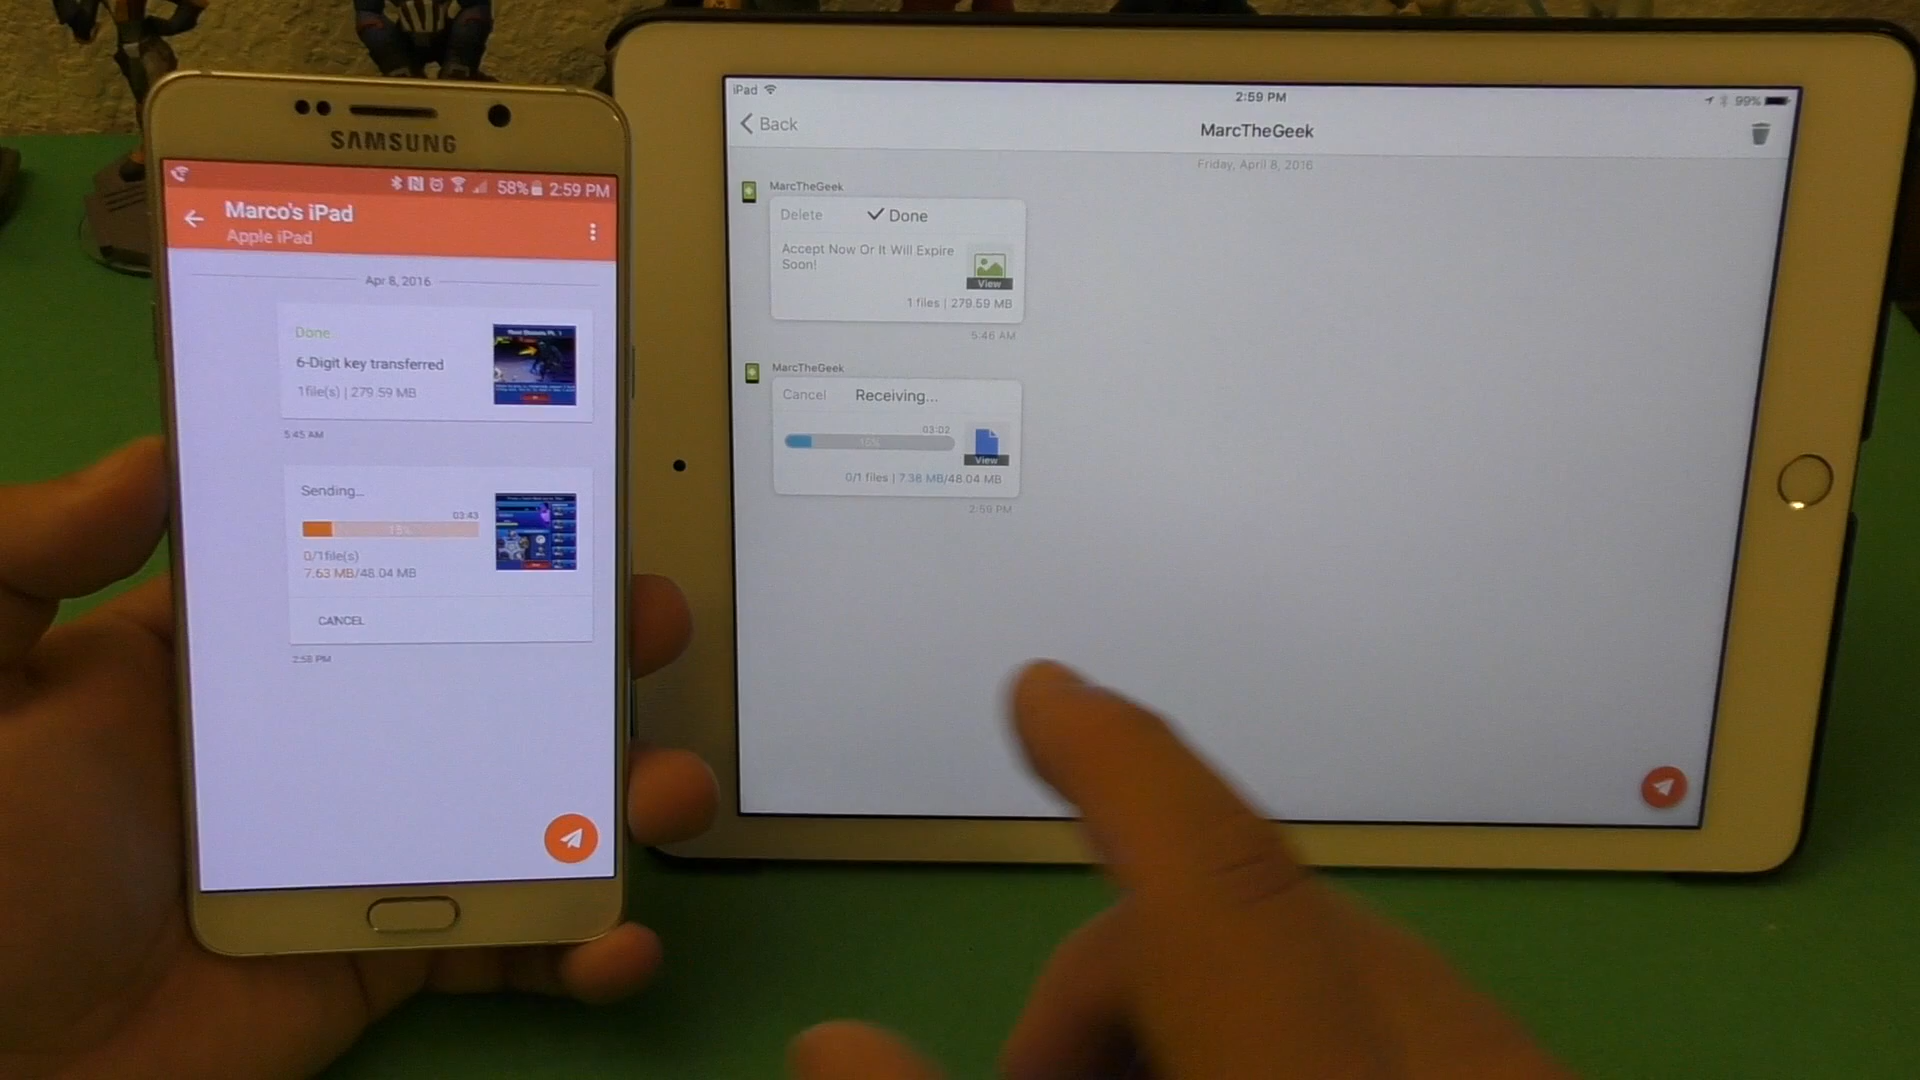 SAMSUNG
58% 2:59 PM
Marco's iPad
Apple iPad
Apr 8, 2016
Done
6-Digit key transferred
1file(s) | 279.59 MB
5:45 AM
Sending...
03:43
15%
0/1file(s)
7.63 MB/48.04 MB
CANCEL
2:58 PM
iPad
2:59 PM
99%
Back
MarcTheGeek
Friday, April 8, 2016
MarcTheGeek
Delete
Done
Accept Now Or It Will Expire
Soon!
View
1 files | 279.59 MB
5:46 AM
MarcTheGeek
Cancel
Receiving...
03:02
15%
View
0/1 files | 7.36 MB/48.04 MB
2:59 PM